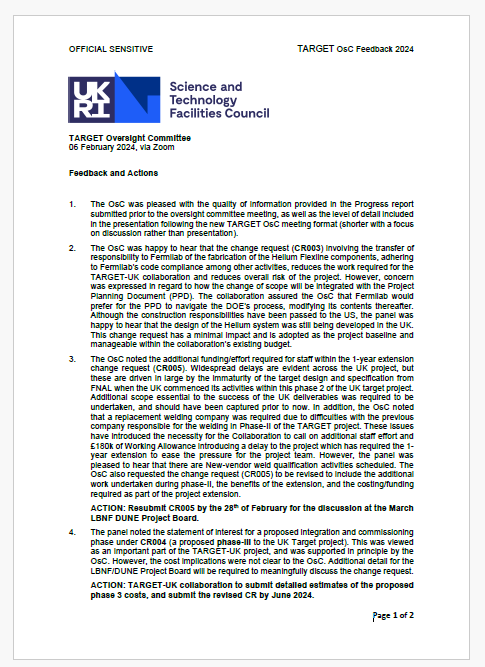 OFFICIAL SENSITIVE TARGET OsC Feedback 2024
UK
RI
Science and
Technology
Facilities Council
TARGET Oversight Committee
06 February 2024, via Zoom
Feedback and Actions
1. The OsC was pleased with the quality of information provided in the Progress report
submitted prior to the oversight committee meeting, as well as the level of detail included
in the presentation following the new TARGET OsC meeting format (shorter with a focus
on discussion rather than presentation).
2. The OsC was happy to hear that the change request (CR003) involving the transfer of
responsibility to Fermilab of the fabrication of the Helium Flexline components, adhering
to Fermilab's code compliance among other activities, reduces the work required for the
TARGET-UK collaboration and reduces overall risk of the project. However, concern
was expressed in regard to how the change of scope will be integrated with the Project
Planning Document (PPD). The collaboration assured the OsC that Fermilab would
prefer for the PPD to navigate the DOE's process, modifying its contents thereafter.
Although the construction responsibilities have been passed to the US, the panel was
happy to hear that the design of the Helium system was still being developed in the UK.
This change request has a minimal impact and is adopted as the project baseline and
manageable within the collaboration's existing budget.
3. The OsC noted the additional funding/effort required for staff within the 1-year extension
change request (CR005). Widespread delays are evident across the UK project, but
these are driven in large by the immaturity of the target design and specification from
FNAL when the UK commenced its activities within this phase 2 of the UK target project.
Additional scope essential to the success of the UK deliverables was required to be
undertaken, and should have been captured prior to now. In addition, the OsC noted
that a replacement welding company was required due to difficulties with the previous
company responsible for the welding in Phase-II of the TARGET project. These issues
have introduced the necessity for the Collaboration to call on additional staff effort and
£180k of Working Allowance introducing a delay to the project which has required the 1-
year extension to ease the pressure for the project team. However, the panel was
pleased to hear that there are New-vendor weld qualification activities scheduled. The
OsC also requested the change request (CR005) to be revised to include the additional
work undertaken during phase-II, the benefits of the extension, and the costing/funding
required as part of the project extension.
ACTION: Resubmit CR005 by the 28th of February for the discussion at the March
LBNF DUNE Project Board.
4. The panel noted the statement of interest for a proposed integration and commissioning
phase under CR004 (a proposed phase-III to the UK Target project). This was viewed
as an important part of the TARGET-UK project, and was supported in principle by the
OsC. However, the cost implications were not clear to the OsC. Additional detail for the
LBNF/DUNE Project Board will be required to meaningfully discuss the change request.
ACTION: TARGET-UK collaboration to submit detailed estimates of the proposed
phase 3 costs, and submit the revised CR by June 2024.
Page 1 of 2